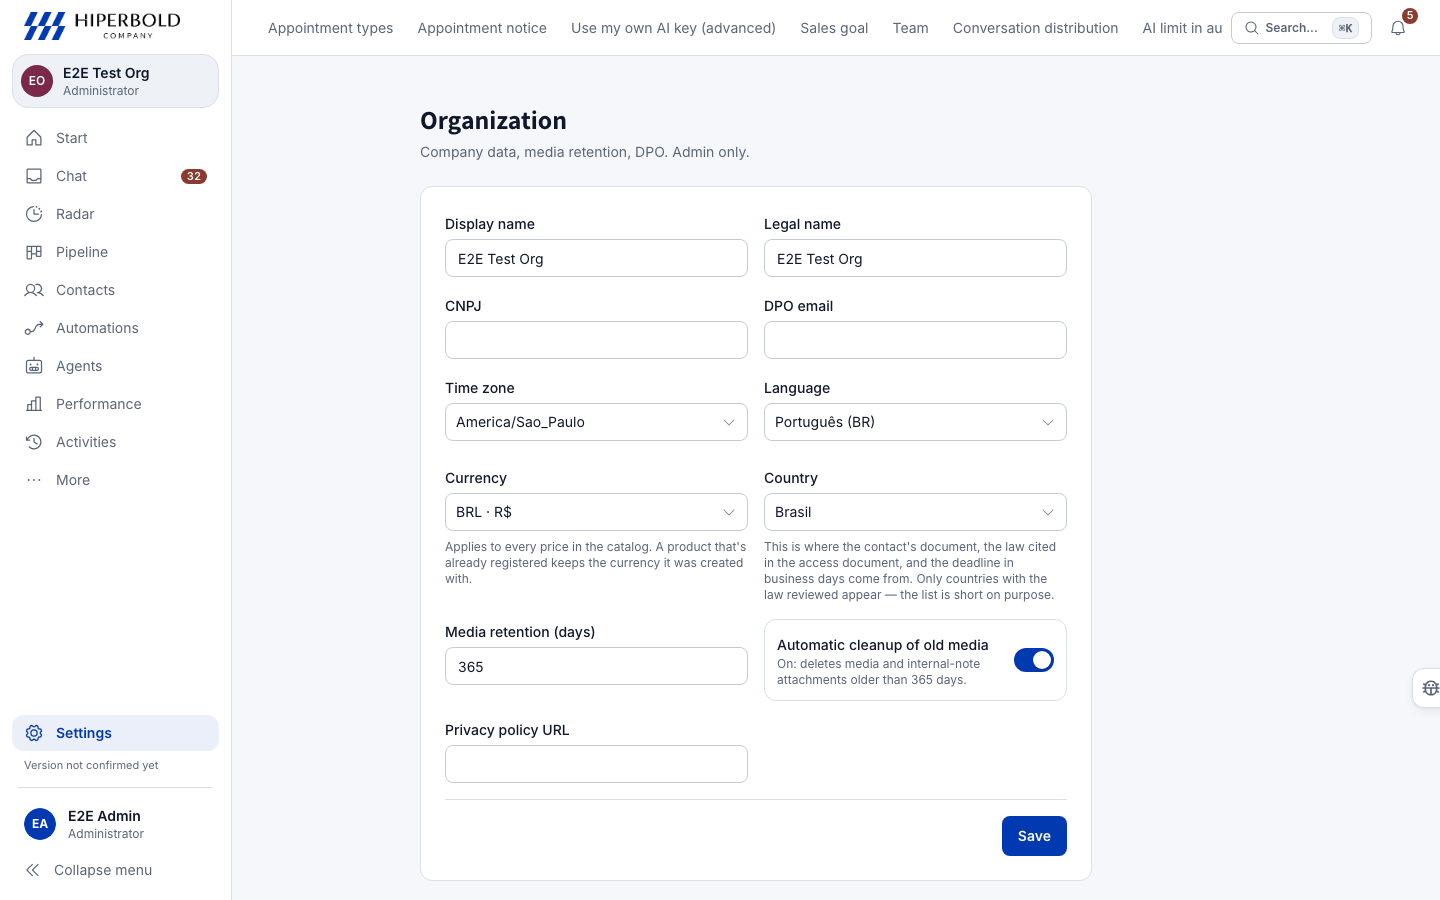 HIPERBOLD
COMPANY
EO
E2E Test Org
Administrator
Start
Chat
32
Radar
Pipeline
Contacts
Automations
Agents
Performance
Activities
More
Settings
Version not confirmed yet
EA
E2E Admin
Administrator
Collapse menu
Appointment types
Appointment notice
Use my own AI key (advanced)
Sales goal
Team
Conversation distribution
AI limit in au
Search...
⌘K
5
Organization
Company data, media retention, DPO. Admin only.
Display name
E2E Test Org
Legal name
E2E Test Org
CNPJ
DPO email
Time zone
America/Sao_Paulo
Language
Português (BR)
Currency
BRL · R$
Applies to every price in the catalog. A product that's
already registered keeps the currency it was created
with.
Country
Brasil
This is where the contact's document, the law cited
in the access document, and the deadline in
business days come from. Only countries with the
law reviewed appear — the list is short on purpose.
Media retention (days)
365
Automatic cleanup of old media
On: deletes media and internal-note
attachments older than 365 days.
Privacy policy URL
Save